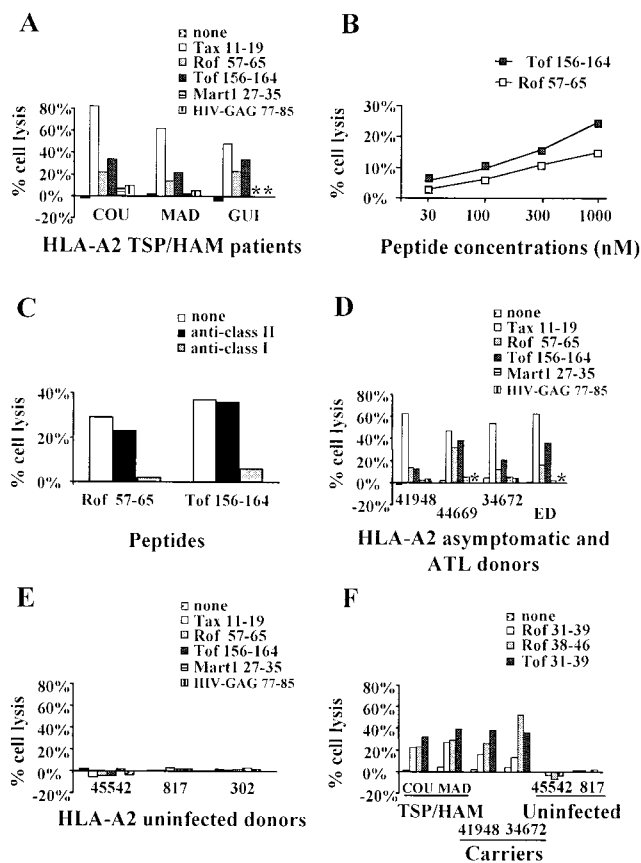 A
none
Tax 11-19
Rof 57-65
Tof 156-164
Mart1 27-35
HIV-GAG 77-85
% cell lysis
80%
60%
40%
20%
0%
-20%
**
COU MAD GUI
HLA-A2 TSP/HAM patients
B
Tof 156-164
Rof 57-65
% cell lysis
30%
20%
10%
0%
30 100 300 1000
Peptide concentrations (nM)
C
none
anti-class II
anti-class I
% cell lysis
40%
20%
0%
Rof 57-65 Tof 156-164
Peptides
D
none
Tax 11-19
Rof 57-65
Tof 156-164
Mart1 27-35
HIV-GAG 77-85
% cell lysis
80%
60%
40%
20%
0%
-20%
* *
41948 34672
44669 ED
HLA-A2 asymptomatic and
ATL donors
E
none
Tax 11-19
Rof 57-65
Tof 156-164
Mart1 27-35
HIV-GAG 77-85
% cell lysis
80%
60%
40%
20%
0%
-20%
45542 817 302
HLA-A2 uninfected donors
F
none
Rof 31-39
Rof 38-46
Tof 31-39
% cell lysis
80%
60%
40%
20%
0%
-20%
COU MAD 45542 817
TSP/HAM Uninfected
41948 34672
Carriers